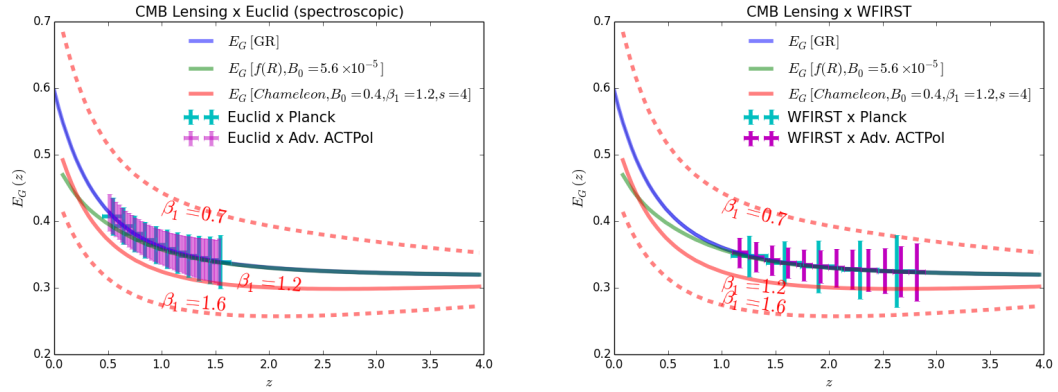 CMB Lensing x Euclid (spectroscopic)
0.7
0.6
0.5
0.4
0.3
0.2
E_G (z)
E_G [GR]
E_G [f(R), B_0 = 5.6 × 10^{-5}]
E_G [Chameleon, B_0 = 0.4, β_1 = 1.2, s = 4]
Euclid x Planck
Euclid x Adv. ACTPol
β_1 = 0.7
β_1 = 1.2
β_1 = 1.6
0.0 0.5 1.0 1.5 2.0 2.5 3.0 3.5 4.0
z
CMB Lensing x WFIRST
0.7
0.6
0.5
0.4
0.3
0.2
E_G (z)
E_G [GR]
E_G [f(R), B_0 = 5.6 × 10^{-5}]
E_G [Chameleon, B_0 = 0.4, β_1 = 1.2, s = 4]
WFIRST x Planck
WFIRST x Adv. ACTPol
β_1 = 0.7
β_1 = 1.2
β_1 = 1.6
0.0 0.5 1.0 1.5 2.0 2.5 3.0 3.5 4.0
z